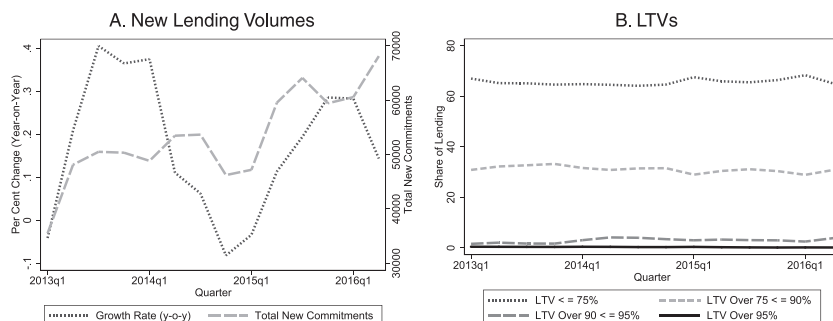 A. New Lending Volumes
Per Cent Change (Year-on-Year)
.4
.3
.2
.1
0
-.1
70000
60000
50000
40000
30000
Total New Commitments
2013q1 2014q1 2015q1 2016q1
Quarter
Growth Rate (y-o-y) Total New Commitments
B. LTVs
Share of Lending
80
60
40
20
0
2013q1 2014q1 2015q1 2016q1
Quarter
LTV < = 75% LTV Over 75 < = 90%
LTV Over 90 < = 95% LTV Over 95%